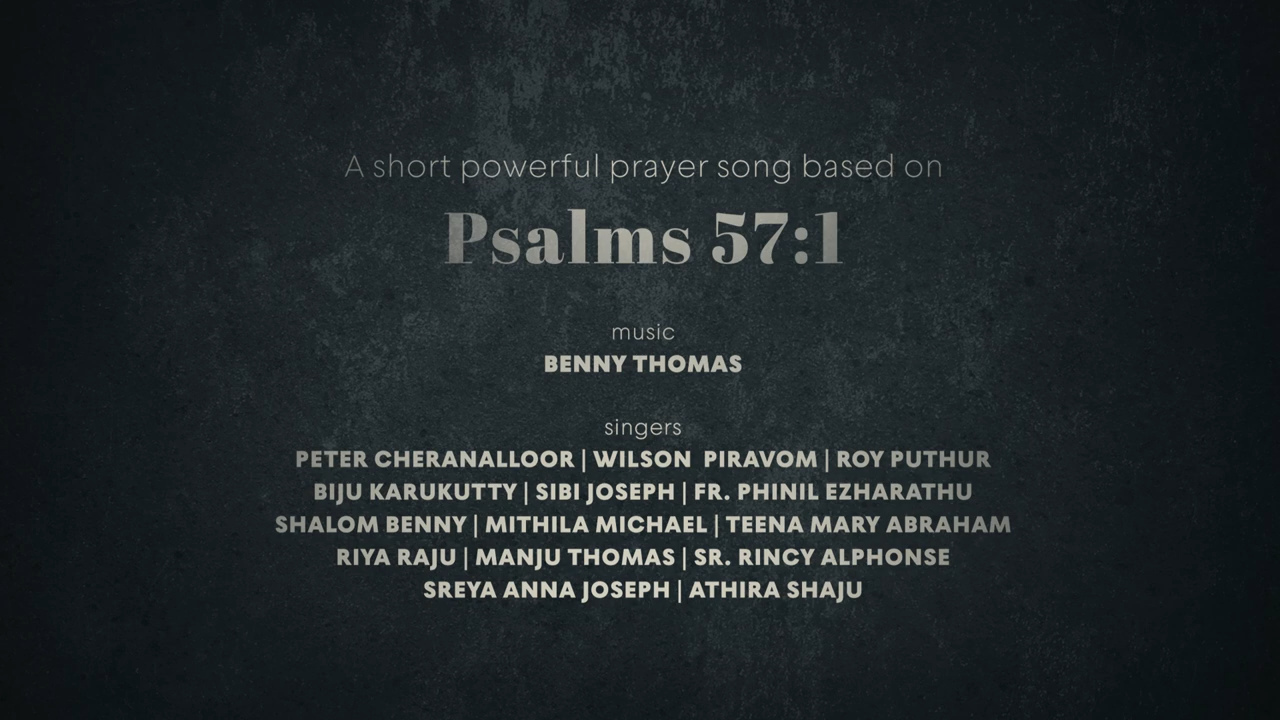 A short powerful prayer song based on
Psalms 57:1
music
BENNY THOMAS
singers
PETER CHERANALLOOR | WILSON PIRAVOM | ROY PUTHUR
BIJU KARUKUTTY | SIBI JOSEPH | FR. PHINIL EZHARATHU
SHALOM BENNY | MITHILA MICHAEL | TEENA MARY ABRAHAM
RIYA RAJU | MANJU THOMAS | SR. RINCY ALPHONSE
SREYA ANNA JOSEPH | ATHIRA SHAJU